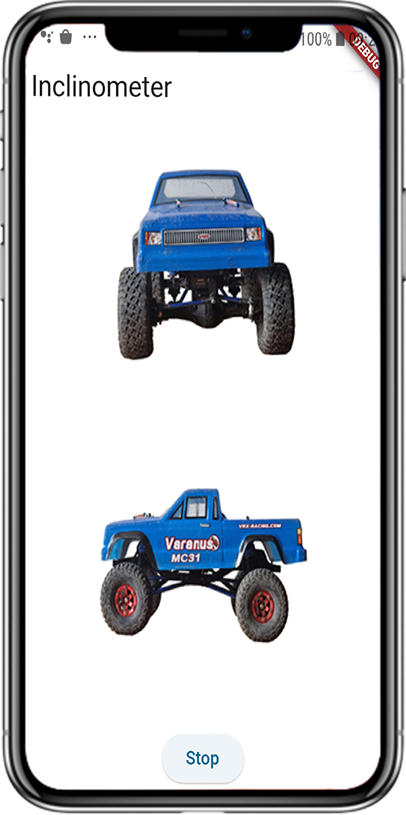 100%
DEBUG
Inclinometer
VRX-RACING.COM
Varanus
MC31
Stop